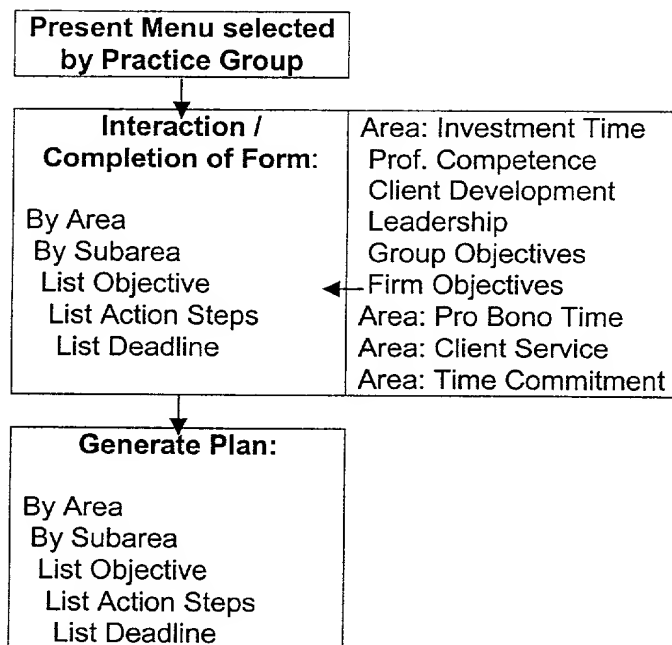 Present Menu selected
by Practice Group
Interaction /
Completion of Form:
By Area
By Subarea
List Objective
List Action Steps
List Deadline
Area: Investment Time
Prof. Competence
Client Development
Leadership
Group Objectives
Firm Objectives
Area: Pro Bono Time
Area: Client Service
Area: Time Commitment
Generate Plan:
By Area
By Subarea
List Objective
List Action Steps
List Deadline